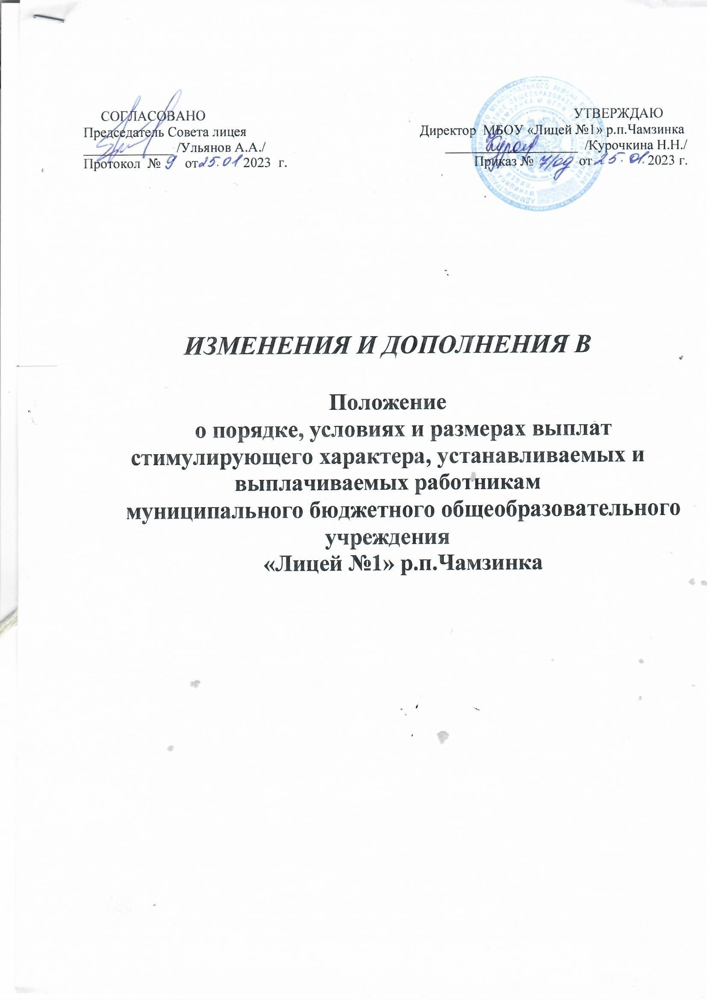 СОГЛАСОВАНО
Председатель Совета лицея
/Ульянов А.А./
Протокол № 9 от 25.01 2023 г.
УТВЕРЖДАЮ
Директор МБОУ «Лицей №1» р.п.Чамзинка
/Курочкина Н.Н./
Приказ № 7/од от 25.01.2023 г.
ИЗМЕНЕНИЯ И ДОПОЛНЕНИЯ В
Положение
о порядке, условиях и размерах выплат
стимулирующего характера, устанавливаемых и
выплачиваемых работникам
муниципального бюджетного общеобразовательного
учреждения
«Лицей №1» р.п.Чамзинка